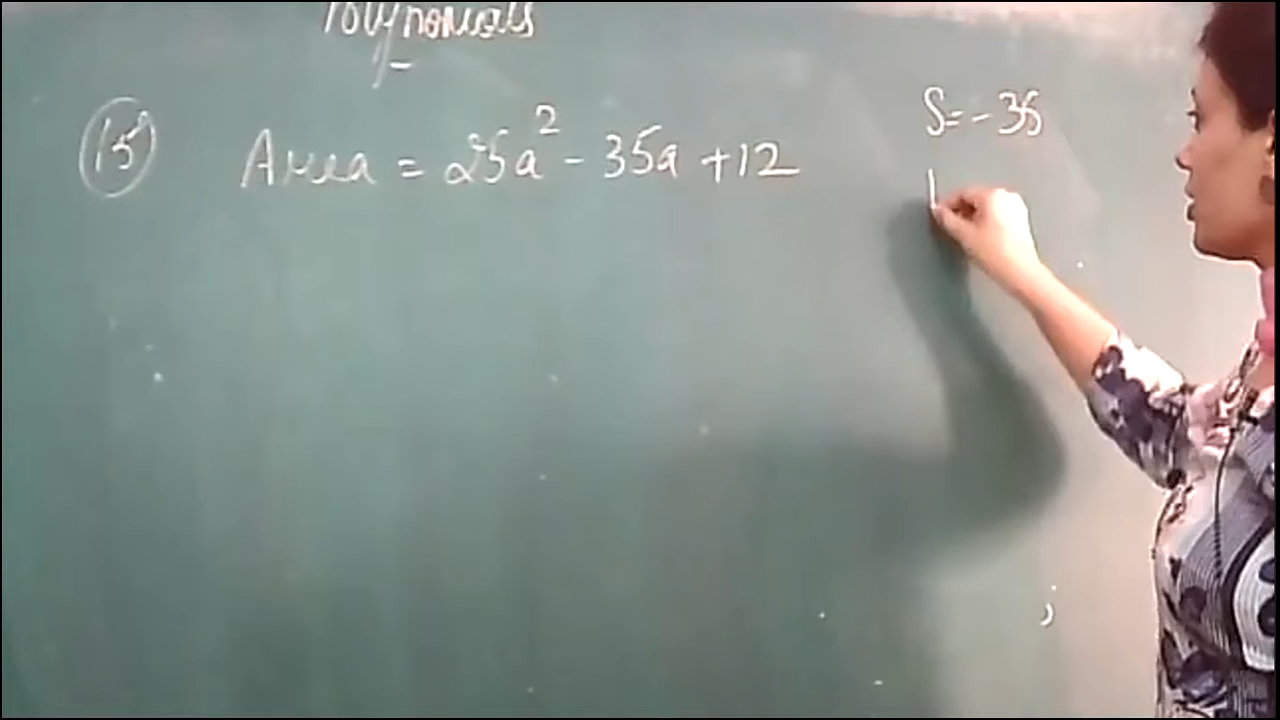 Polynomials
(15) Area = 25a² - 35a + 12
S = - 35